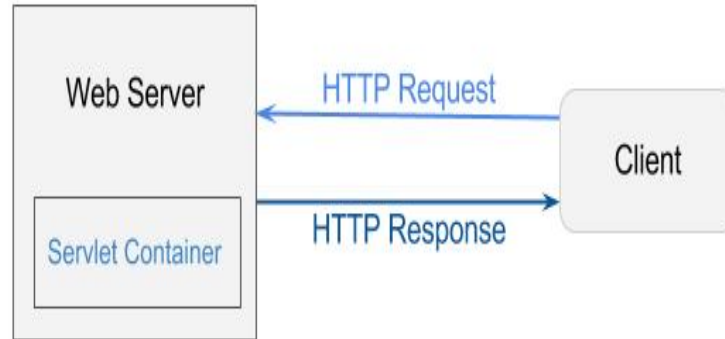 Web Server
HTTP Request
Client
HTTP Response
Servlet Container